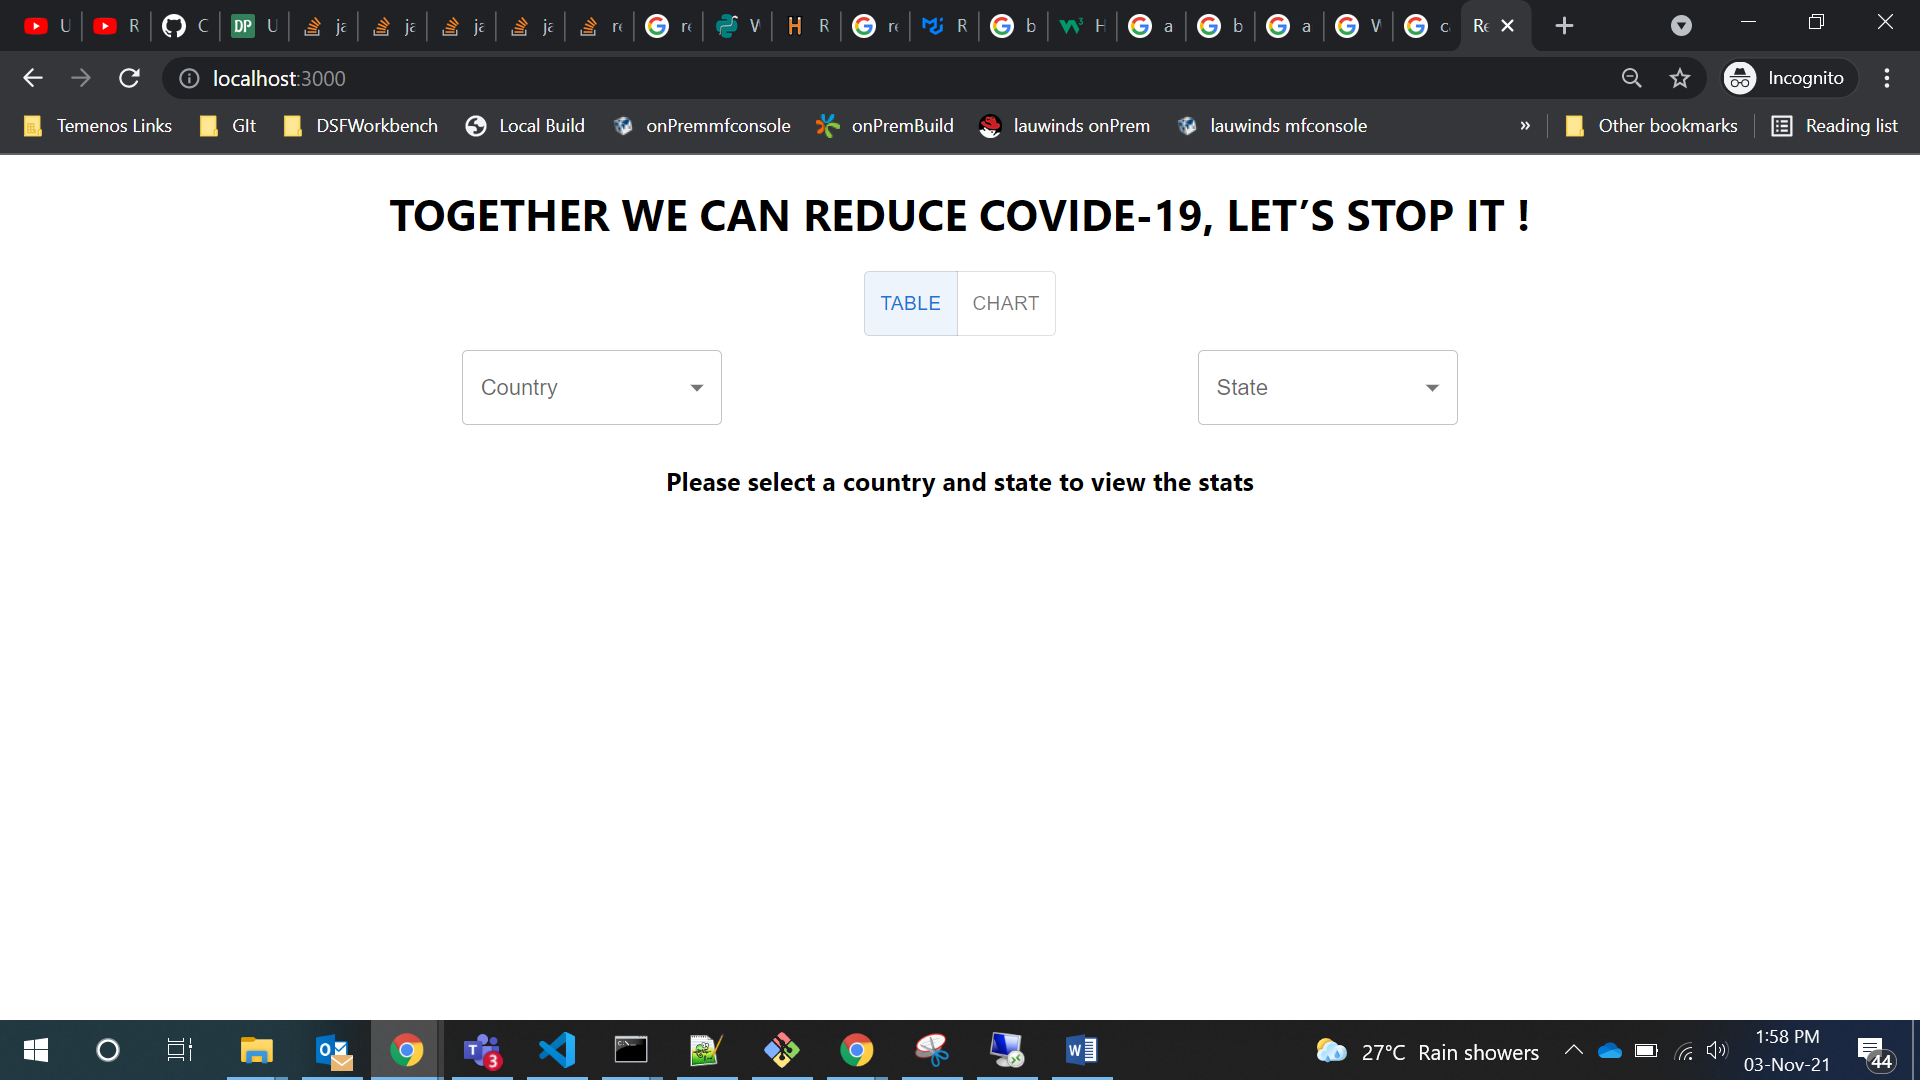 U R C DP U ja ja ja ja re re W H R re R b H a b a W Re
localhost:3000 Incognito
Temenos Links GIt DSFWorkbench Local Build onPremmfconsole onPremBuild lauwinds onPrem lauwinds mfconsole » Other bookmarks Reading list
TOGETHER WE CAN REDUCE COVIDE-19, LET’S STOP IT !
TABLE CHART
Country State
Please select a country and state to view the stats
27°C Rain showers
1:58 PM
03-Nov-21
44
3